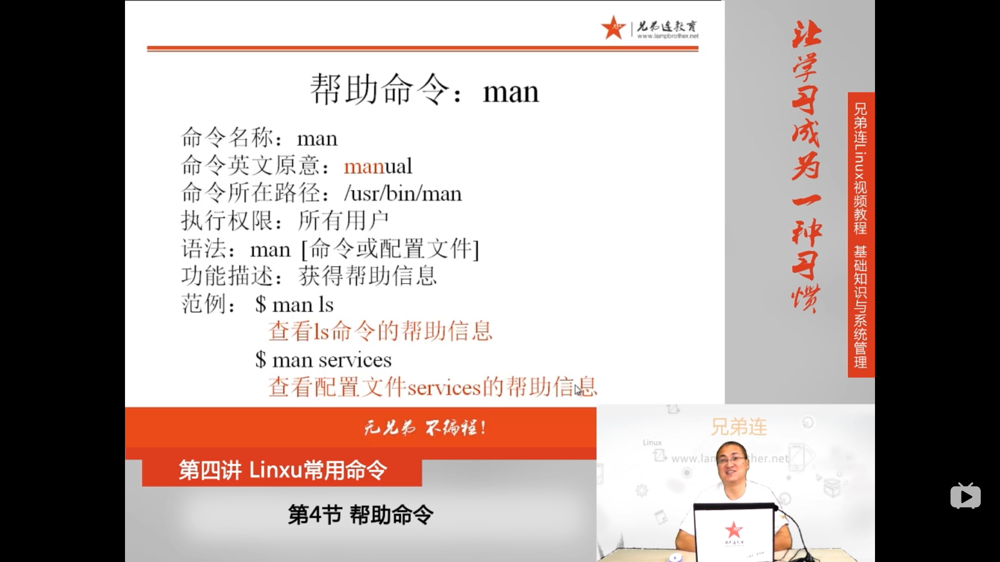 兄弟连教育
www.lampbrother.net
帮助命令：man
命令名称：man
命令英文原意：manual
命令所在路径：/usr/bin/man
执行权限：所有用户
语法：man [命令或配置文件]
功能描述：获得帮助信息
范例： $ man ls
查看ls命令的帮助信息
$ man services
查看配置文件services的帮助信息
无兄弟 不编程！
第四讲 Linxu常用命令
第4节 帮助命令
让学习成为一种习惯
兄弟连Linux视频教程 基础知识与系统管理
兄弟连
Linux